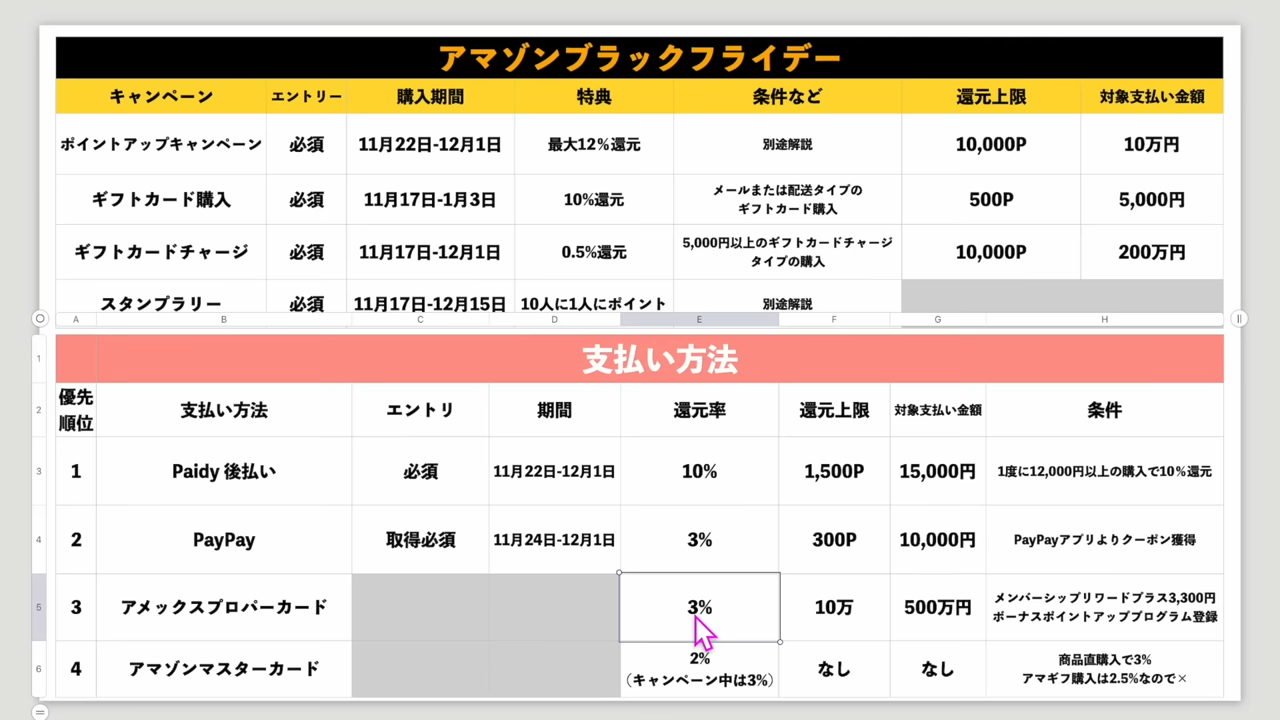 アマゾンブラックフライデー
キャンペーン エントリー 購入期間 特典 条件など 還元上限 対象支払い金額
ポイントアップキャンペーン 必須 11月22日-12月1日 最大12%還元 別途解説 10,000P 10万円
ギフトカード購入 必須 11月17日-1月3日 10%還元 メールまたは配送タイプの
ギフトカード購入 500P 5,000円
ギフトカードチャージ 必須 11月17日-12月1日 0.5%還元 5,000円以上のギフトカードチャージ
タイプの購入 10,000P 200万円
スタンプラリー 必須 11月17日-12月15日 10人に1人にポイント 別途解説
A B C D E F G H
1 支払い方法
2 優先
順位 支払い方法 エントリ 期間 還元率 還元上限 対象支払い金額 条件
3 1 Paidy 後払い 必須 11月22日-12月1日 10% 1,500P 15,000円 1度に12,000円以上の購入で10%還元
4 2 PayPay 取得必須 11月24日-12月1日 3% 300P 10,000円 PayPayアプリよりクーポン獲得
5 3 アメックスプロパーカード 3% 10万 500万円 メンバーシップリワードプラス3,300円
ボーナスポイントアッププログラム登録
6 4 アマゾンマスターカード 2%
(キャンペーン中は3%) なし なし 商品直購入で3%
アマギフ購入は2.5%なので×